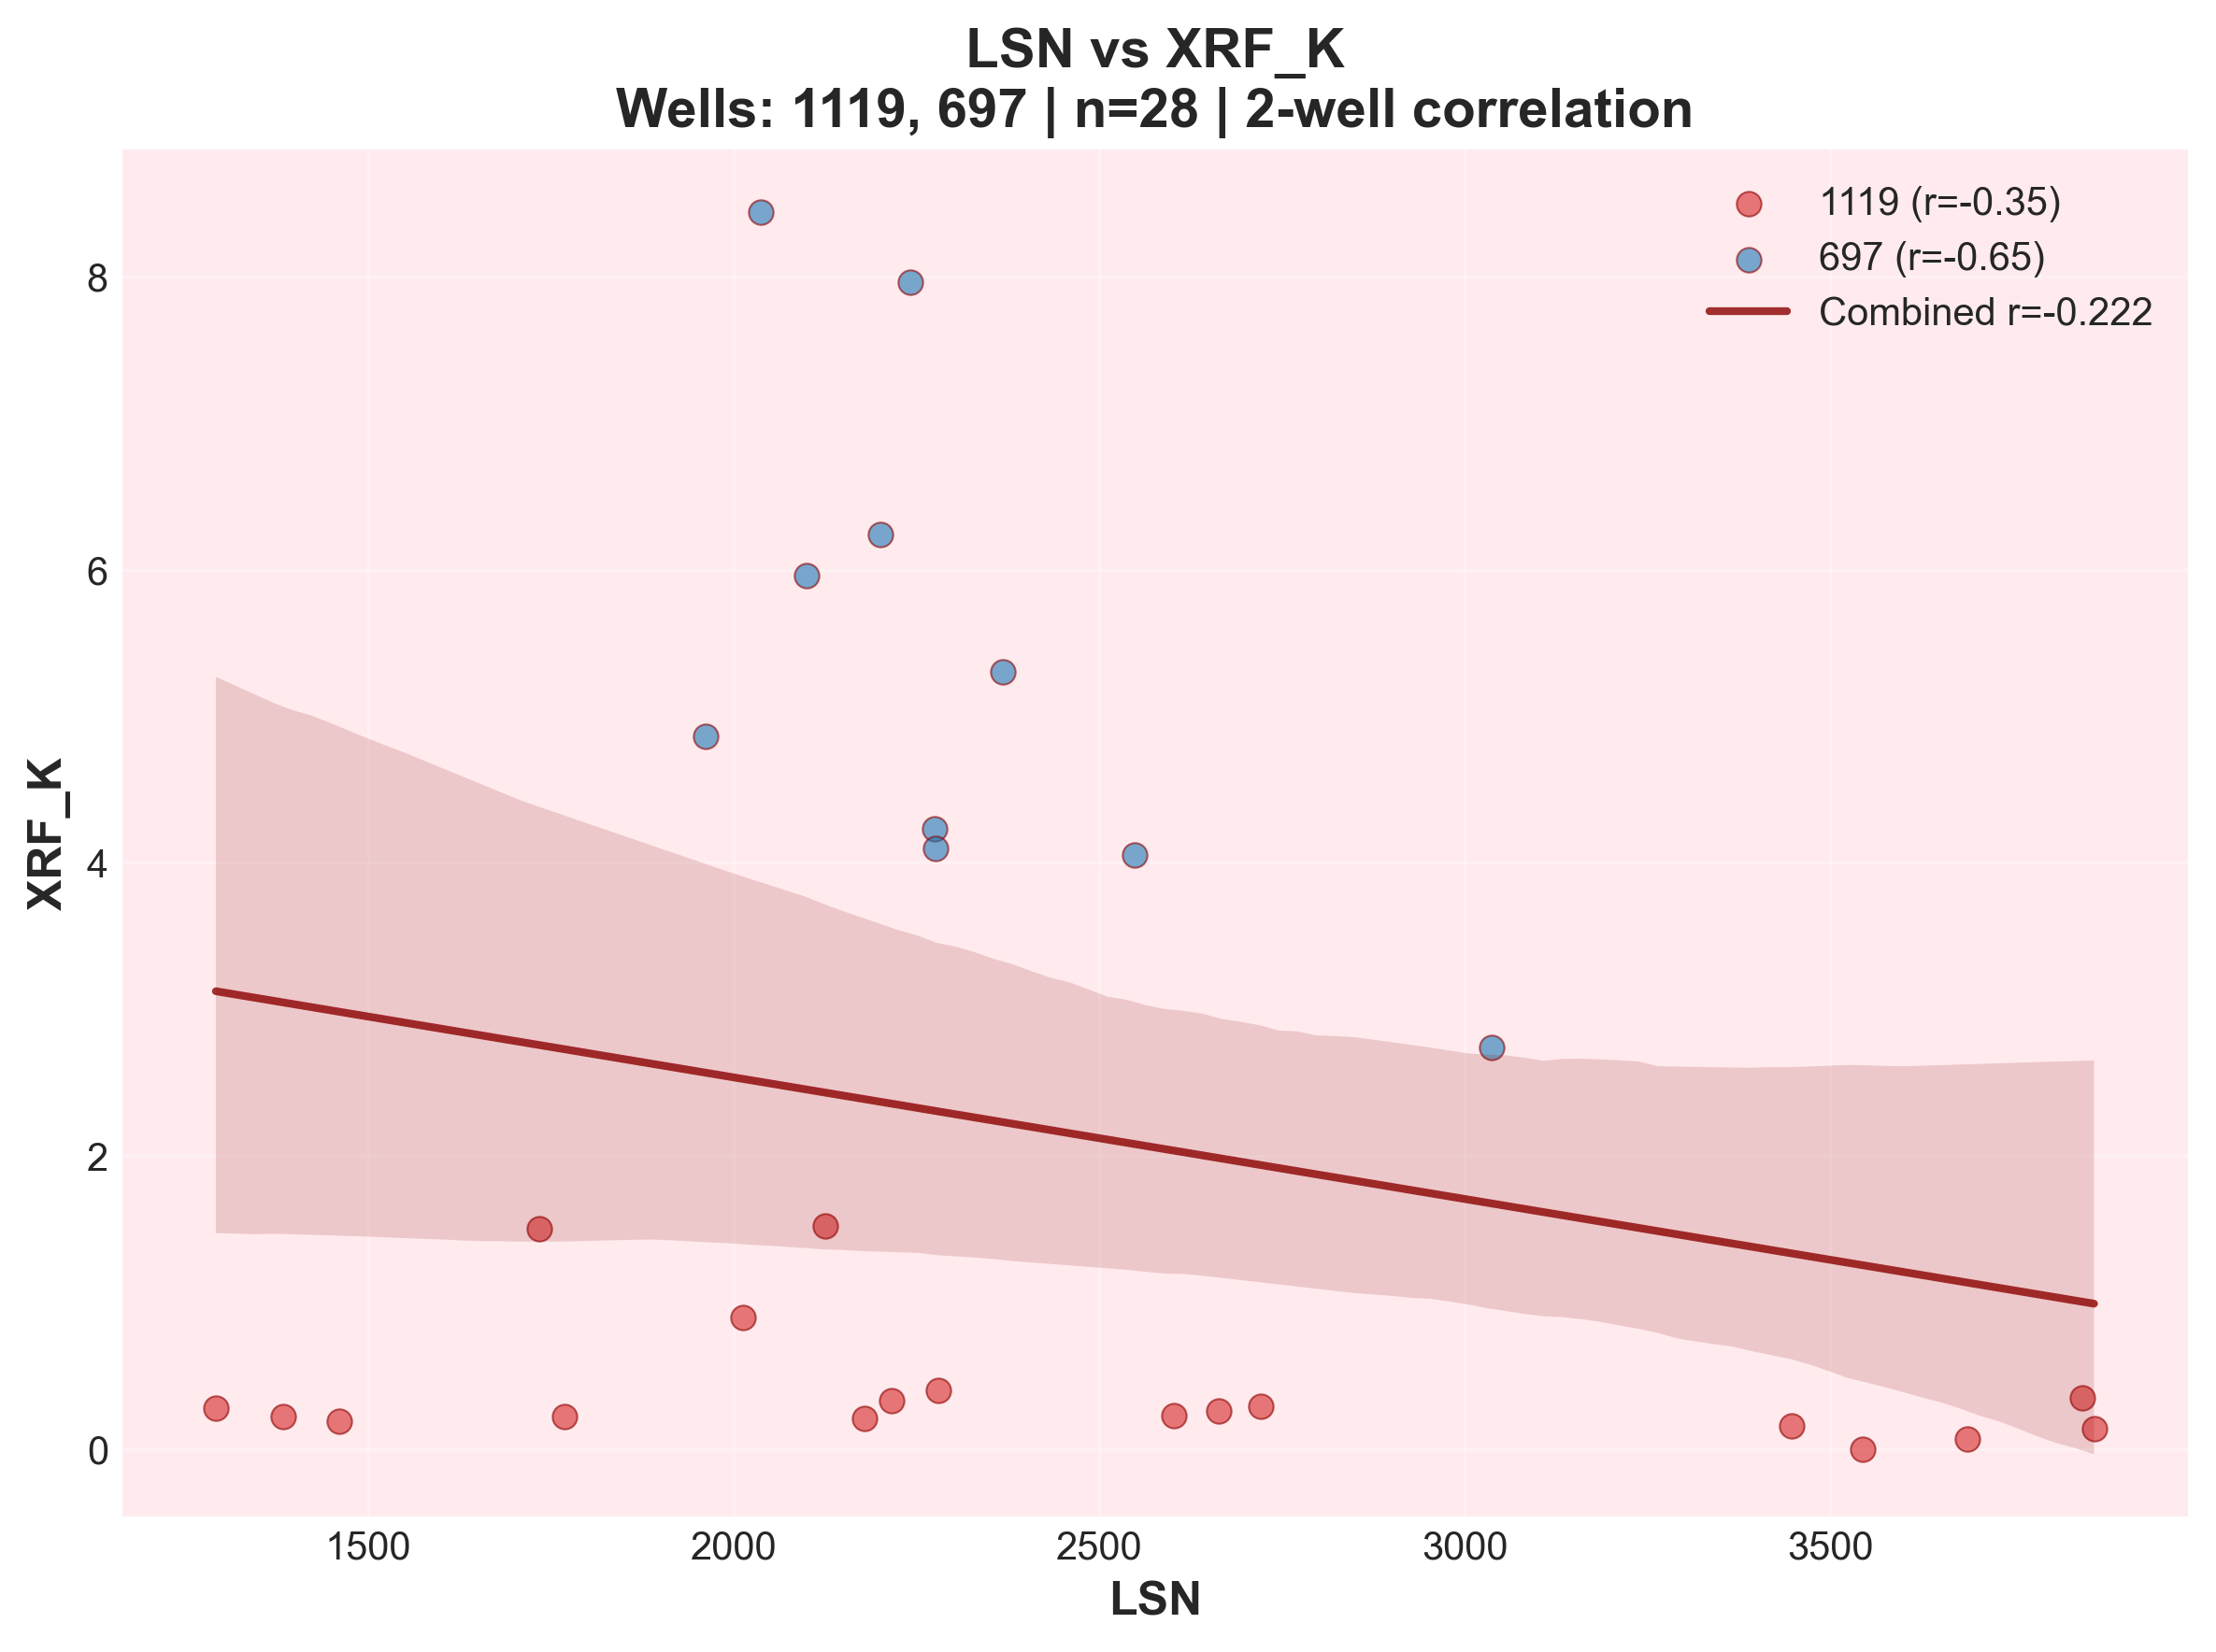 LSN vs XRF_K
Wells: 1119, 697 | n=28 | 2-well correlation
1119 (r=-0.35)
697 (r=-0.65)
Combined r=-0.222
8
6
4
2
0
XRF_K
1500 2000 2500 3000 3500
LSN